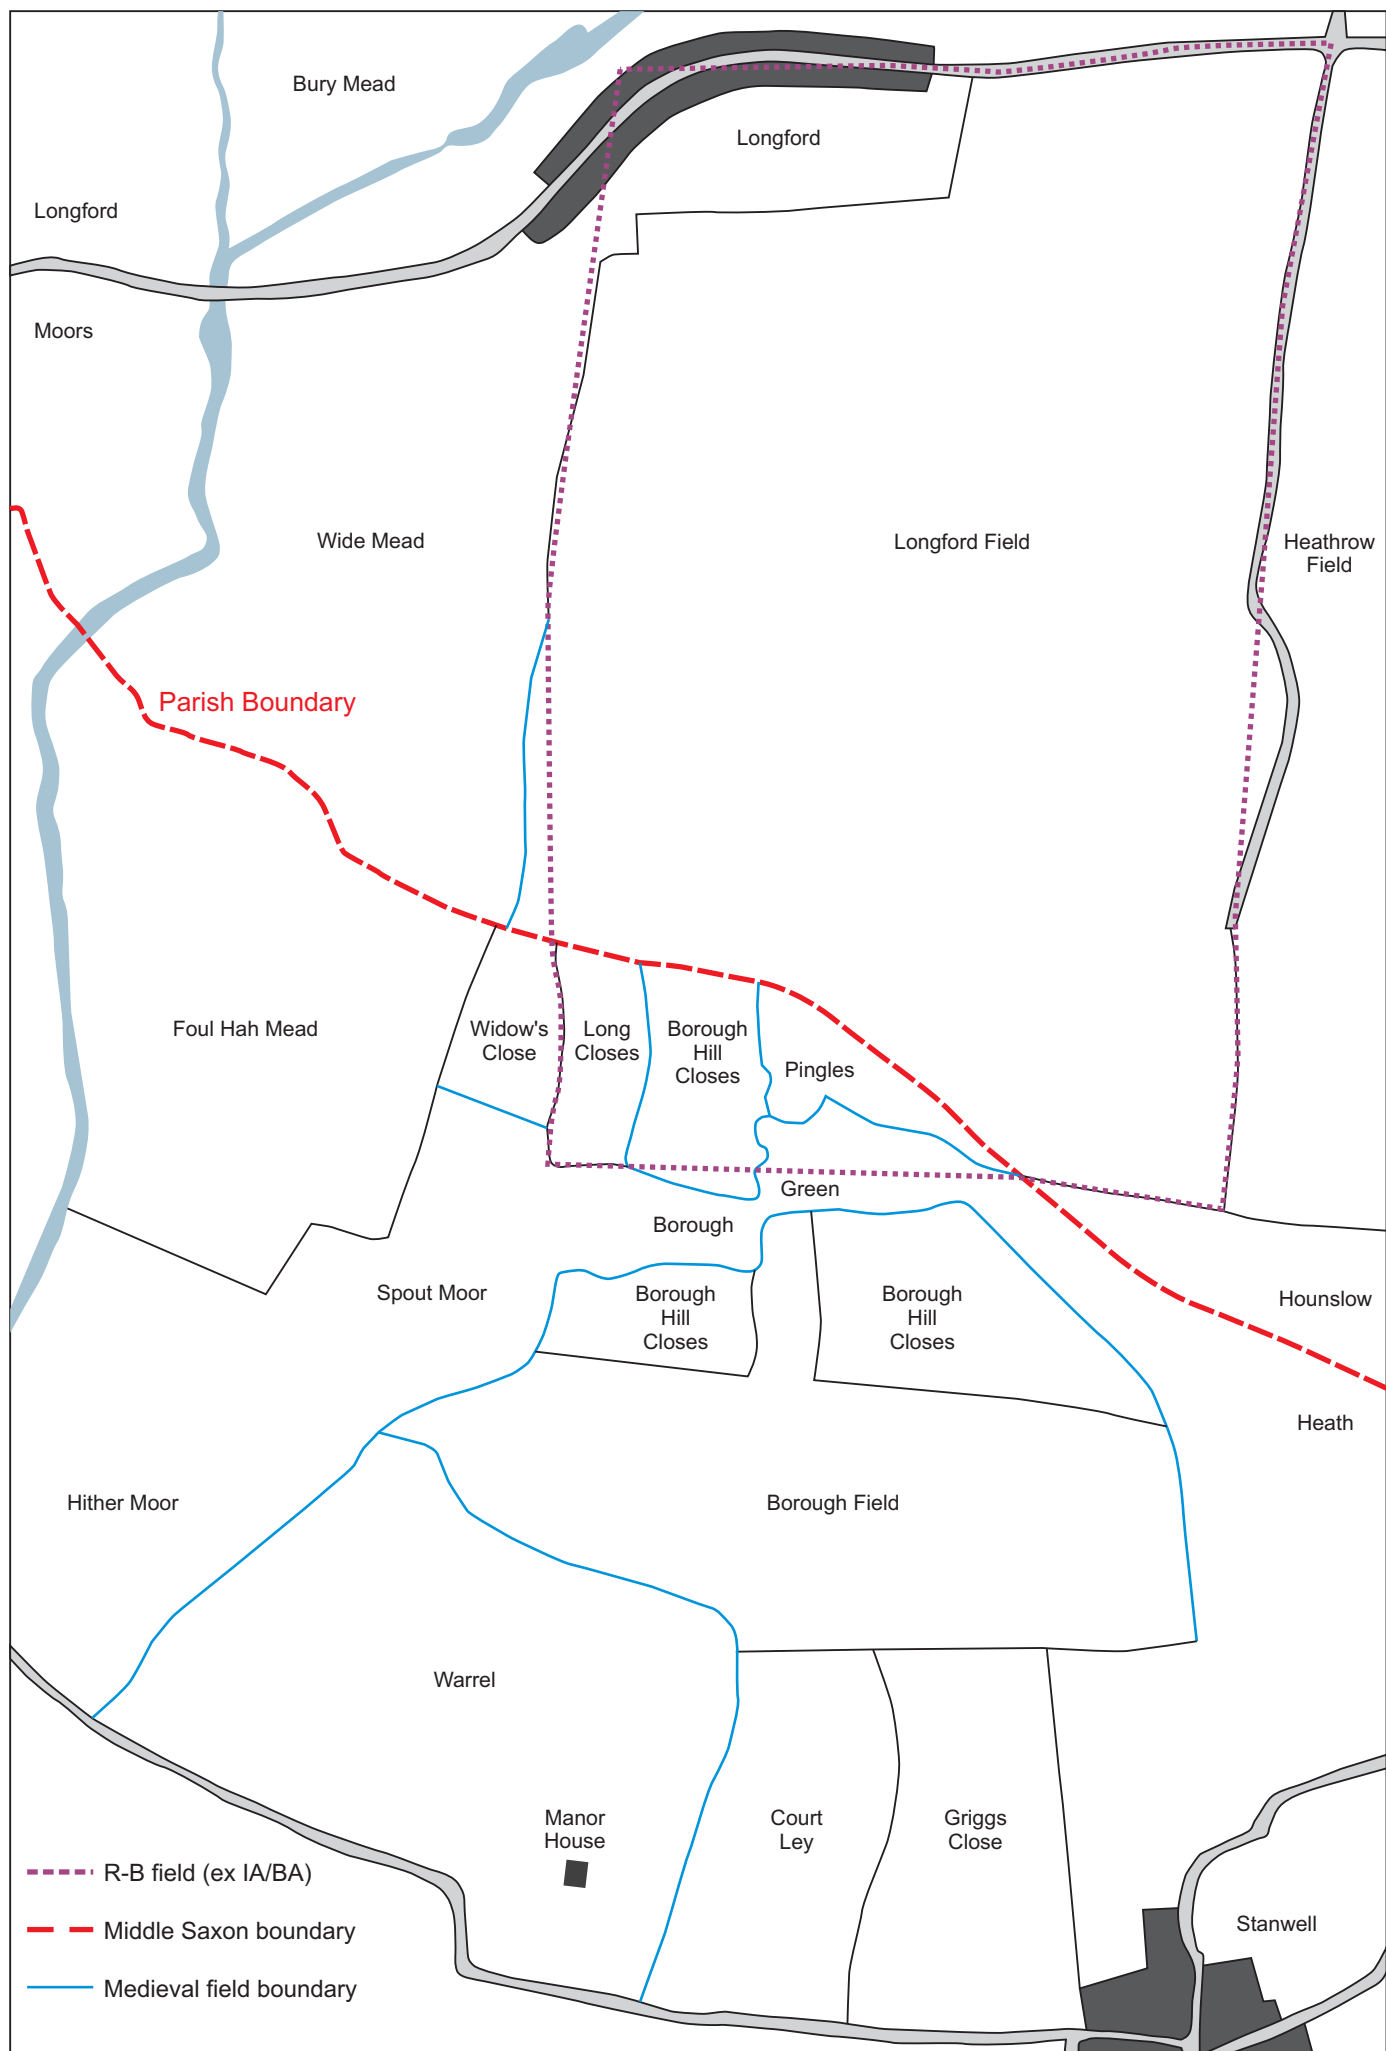 Bury Mead
Longford
Longford
Moors
Wide Mead
Longford Field
Heathrow
Field
Parish Boundary
Foul Hah Mead
Widow's
Close
Long
Closes
Borough
Hill
Closes
Pingles
Green
Borough
Spout Moor
Borough
Hill
Closes
Borough
Hill
Closes
Hounslow
Heath
Hither Moor
Borough Field
Warrel
Manor
House
Court
Ley
Griggs
Close
Stanwell
R-B field (ex IA/BA)
Middle Saxon boundary
Medieval field boundary